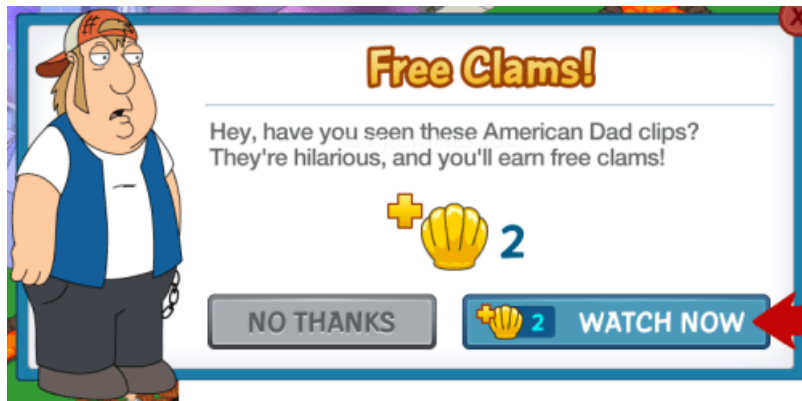 Free Clams!
Hey, have you seen these American Dad clips?
They're hilarious, and you'll earn free clams!
2
NO THANKS
2 WATCH NOW